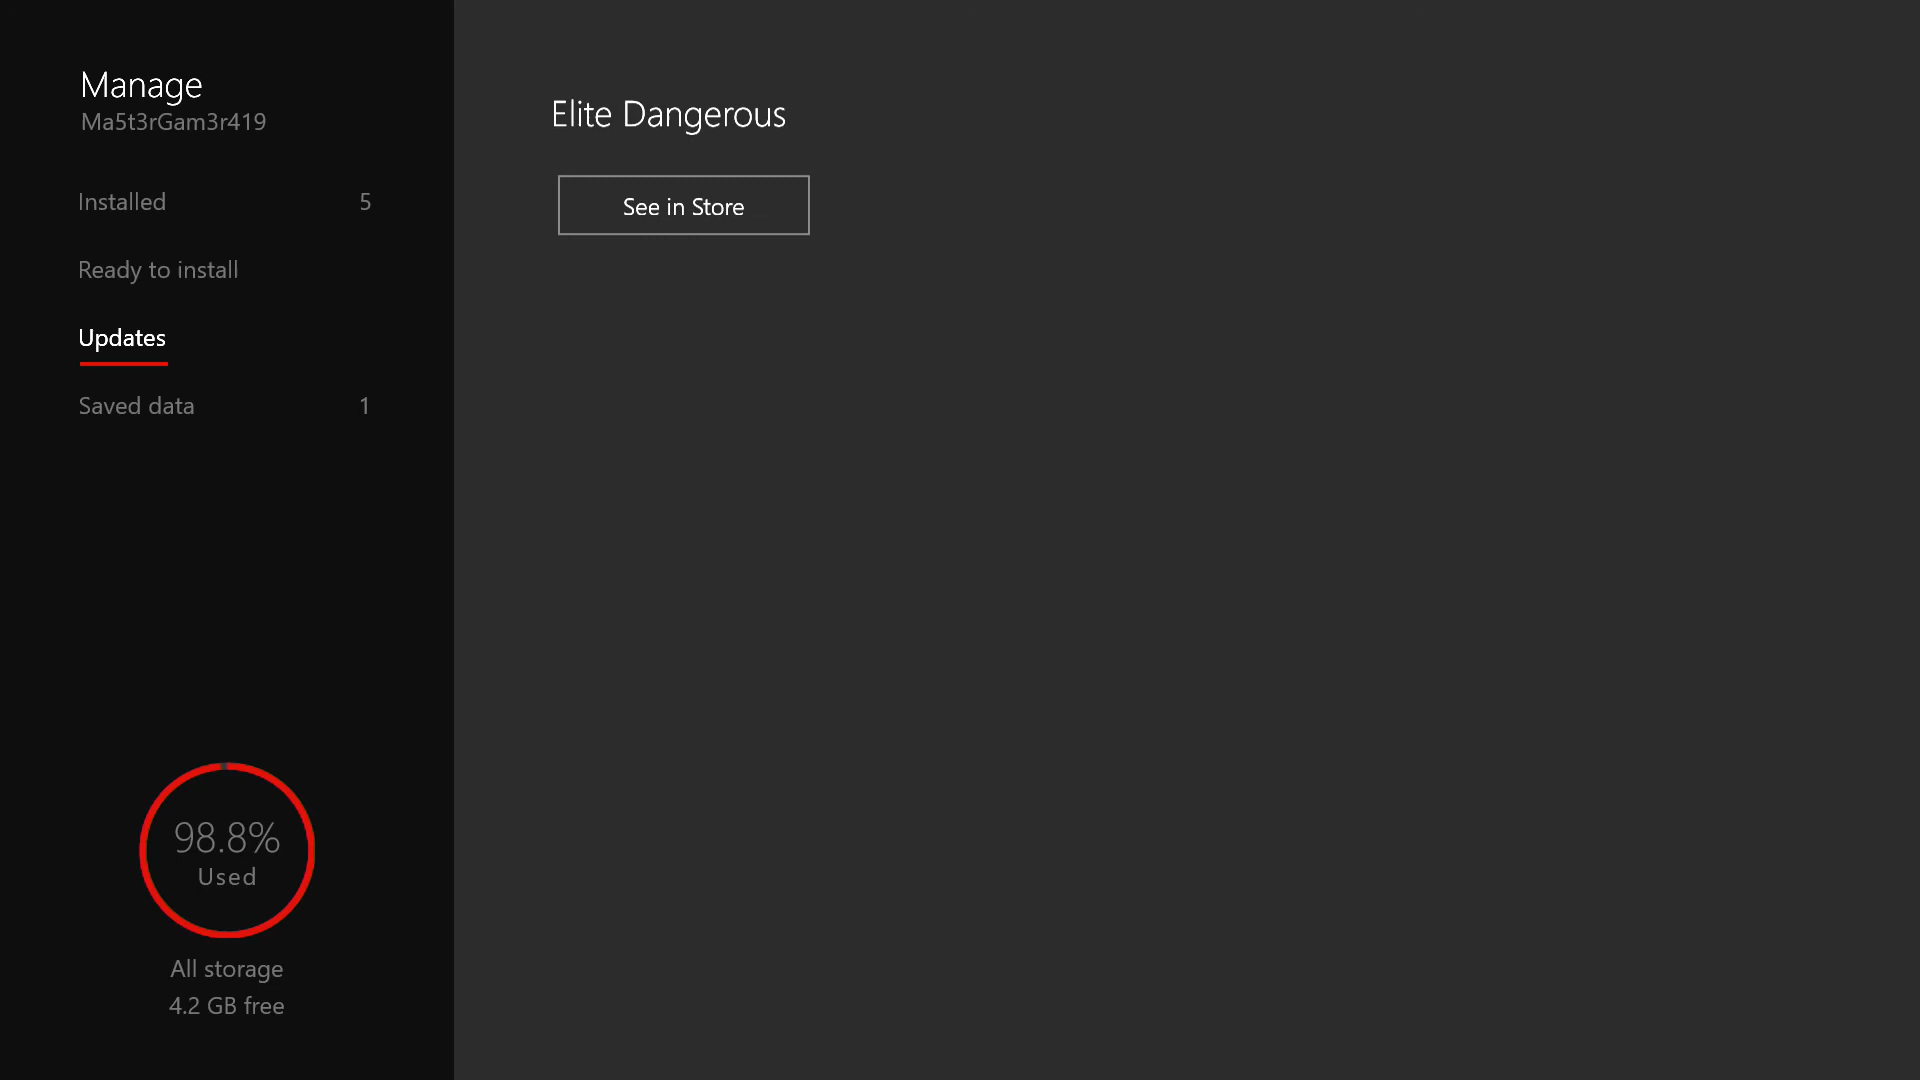 Manage
Ma5t3rGam3r419
Installed 5
Ready to install
Updates
Saved data 1
98.8%
Used
All storage
4.2 GB free
Elite Dangerous
See in Store